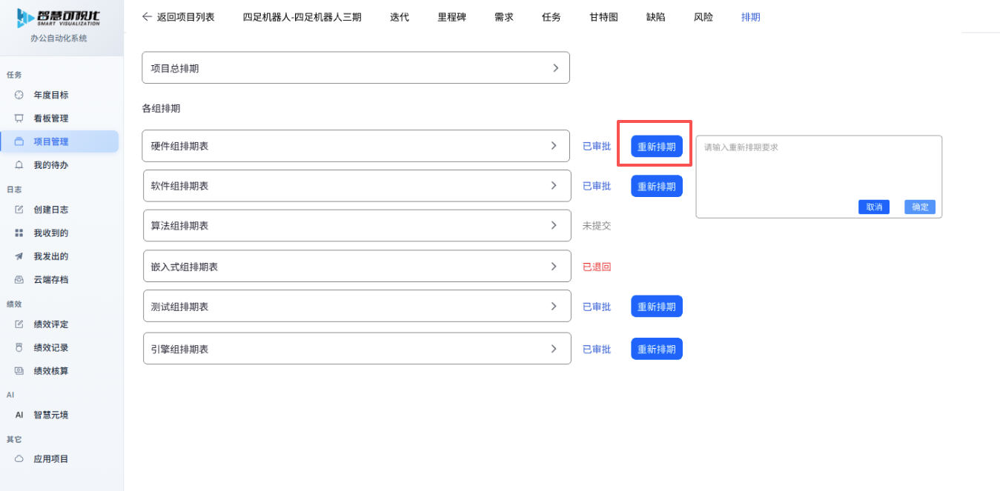 智慧可视化
SMART VISUALIZATION
办公自动化系统
任务
年度目标
看板管理
项目管理
我的待办
日志
创建日志
我收到的
我发出的
云端存档
绩效
绩效评定
绩效记录
绩效核算
AI
AI 智慧元境
其它
应用项目
返回项目列表 四足机器人-四足机器人三期 迭代 里程碑 需求 任务 甘特图 缺陷 风险 排期
项目总排期
各组排期
硬件组排期表 已审批 重新排期
请输入重新排期要求
取消 确定
软件组排期表 已审批 重新排期
算法组排期表 未提交
嵌入式组排期表 已退回
测试组排期表 已审批 重新排期
引擎组排期表 已审批 重新排期